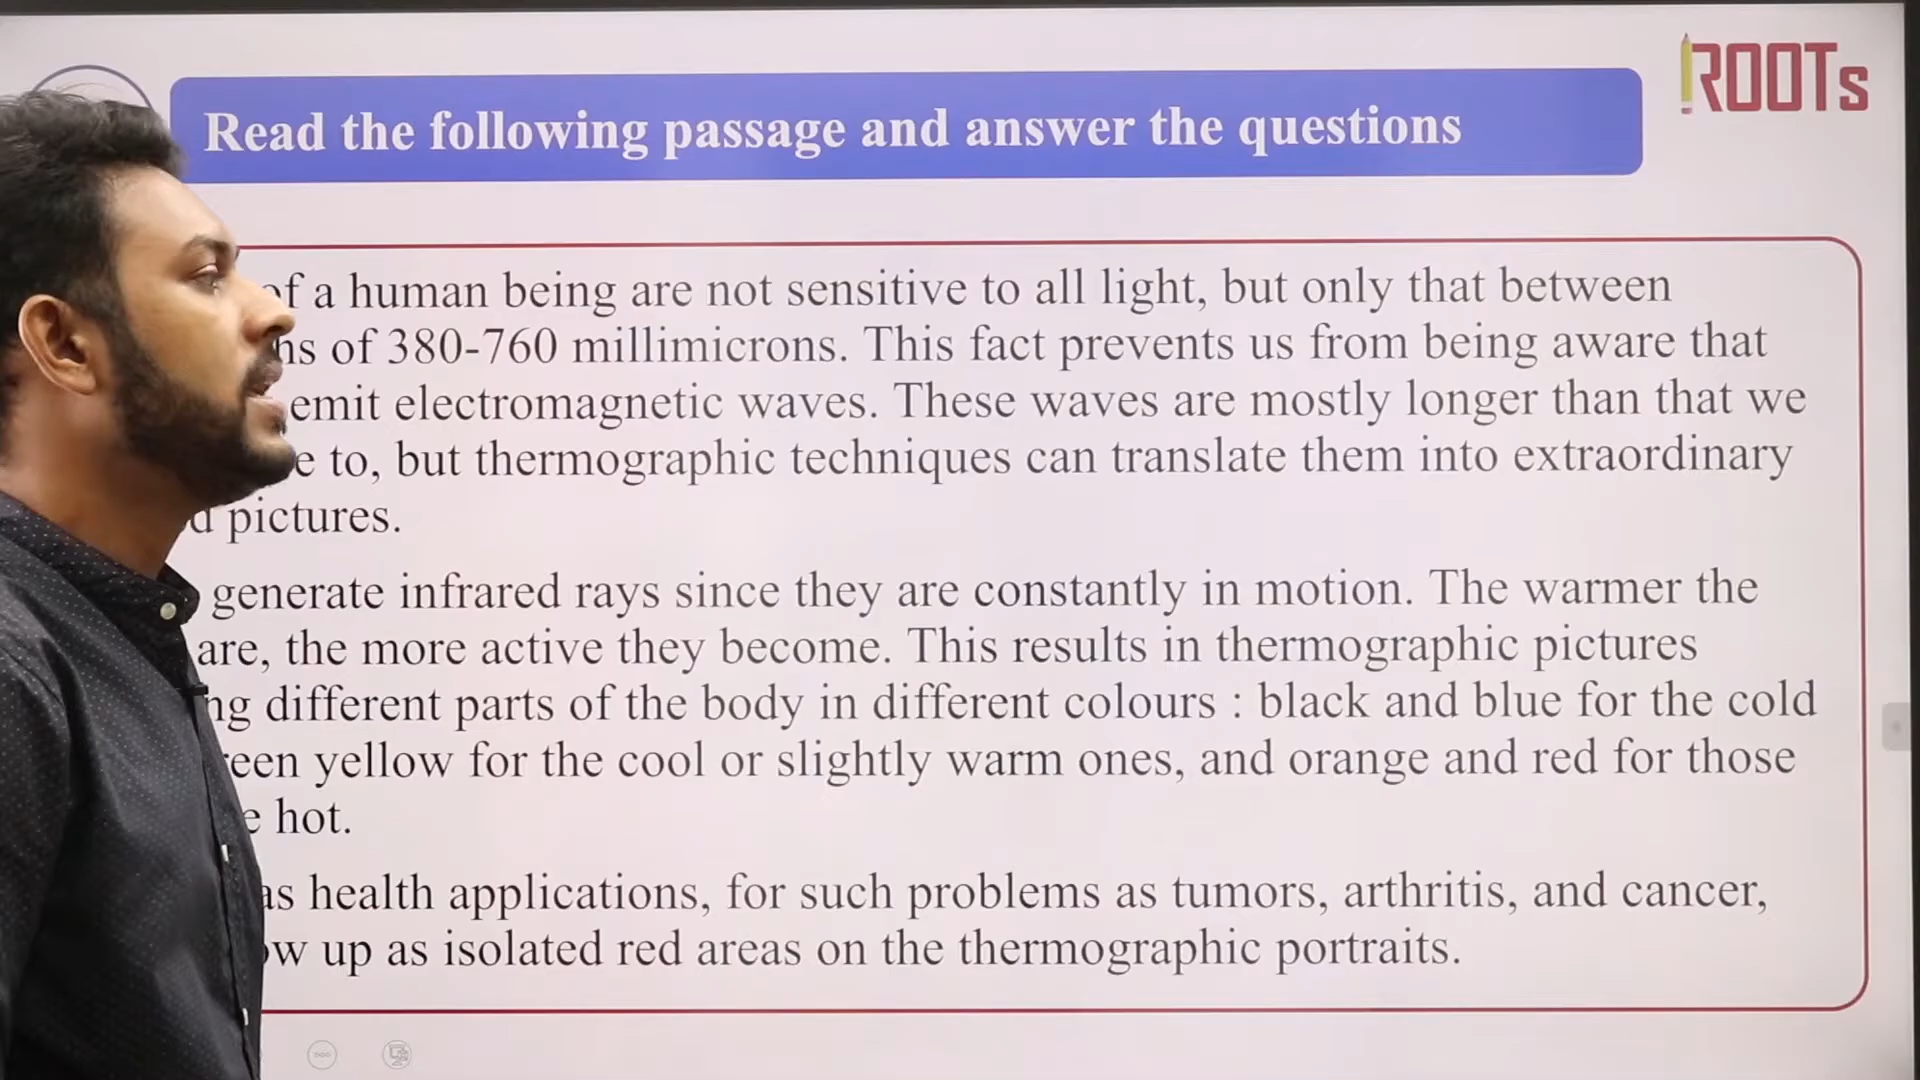 Read the following passage and answer the questions
ROOTs
of a human being are not sensitive to all light, but only that between
of 380-760 millimicrons. This fact prevents us from being aware that
emit electromagnetic waves. These waves are mostly longer than that we
to, but thermographic techniques can translate them into extraordinary
pictures.
generate infrared rays since they are constantly in motion. The warmer the
are, the more active they become. This results in thermographic pictures
different parts of the body in different colours : black and blue for the cold
yellow for the cool or slightly warm ones, and orange and red for those
hot.
health applications, for such problems as tumors, arthritis, and cancer,
up as isolated red areas on the thermographic portraits.